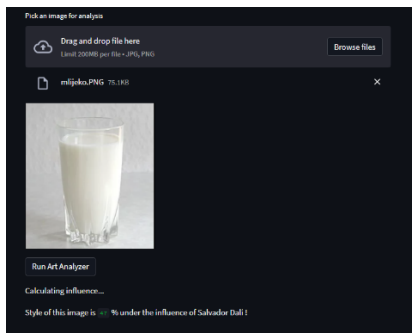 Pick an image for analysis
Drag and drop file here
Limit 200MB per file • JPG, PNG
Browse files
mlijeko.PNG 75.1KB
Run Art Analyzer
Calculating influence...
Style of this image is % under the influence of Salvador Dali !